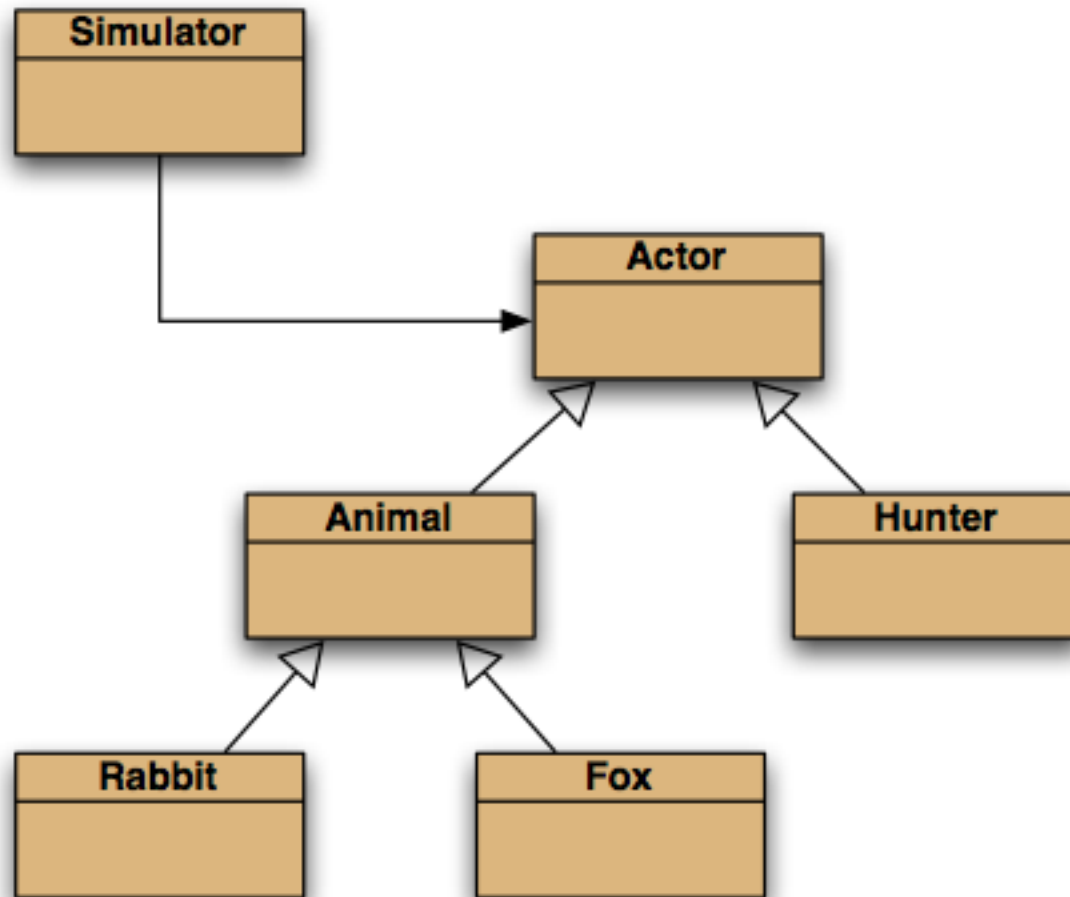 Simulator
Actor
Animal
Hunter
Rabbit
Fox